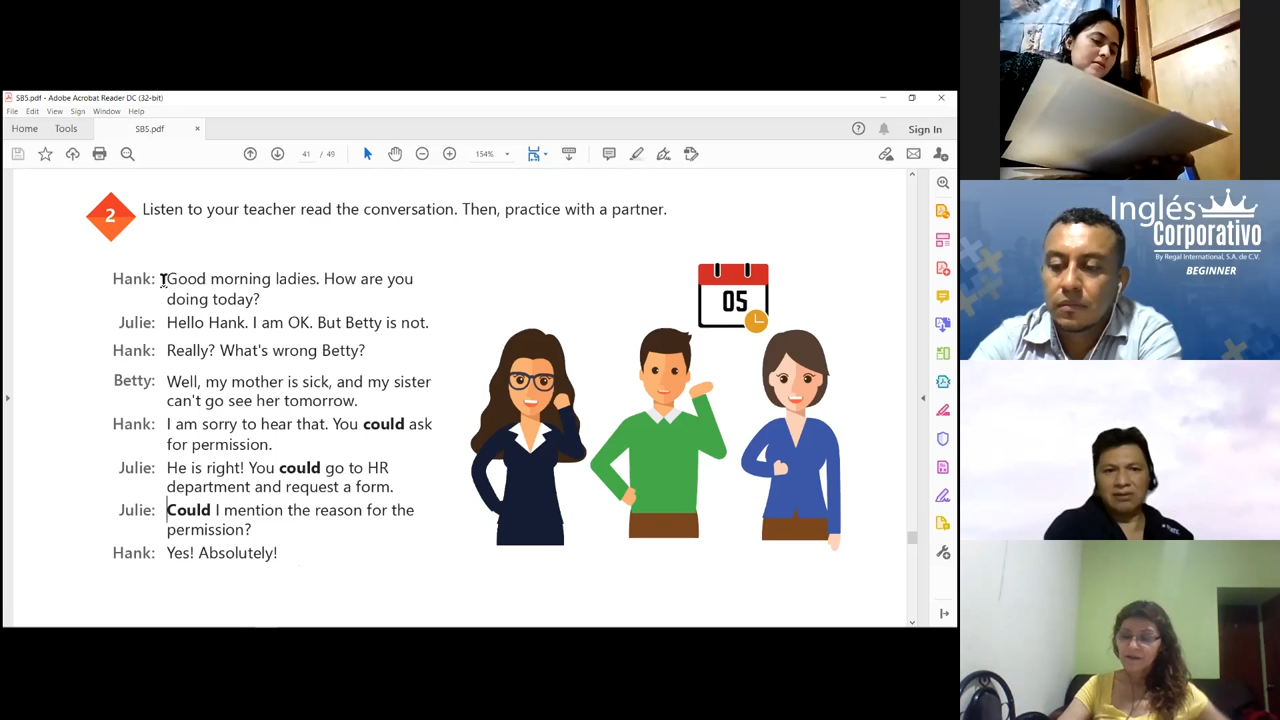 SB5.pdf - Adobe Acrobat Reader DC (32-bit)
File Edit View Sign Window Help
Home Tools SB5.pdf × Sign In
41 / 49 154%
2 Listen to your teacher read the conversation. Then, practice with a partner.
Hank: Good morning ladies. How are you
doing today?
Julie: Hello Hank. I am OK. But Betty is not.
Hank: Really? What's wrong Betty?
Betty: Well, my mother is sick, and my sister
can't go see her tomorrow.
Hank: I am sorry to hear that. You could ask
for permission.
Julie: He is right! You could go to HR
department and request a form.
Julie: Could I mention the reason for the
permission?
Hank: Yes! Absolutely!
05
Inglés
Corporativo
By Regal International, S.A. de C.V.
BEGINNER